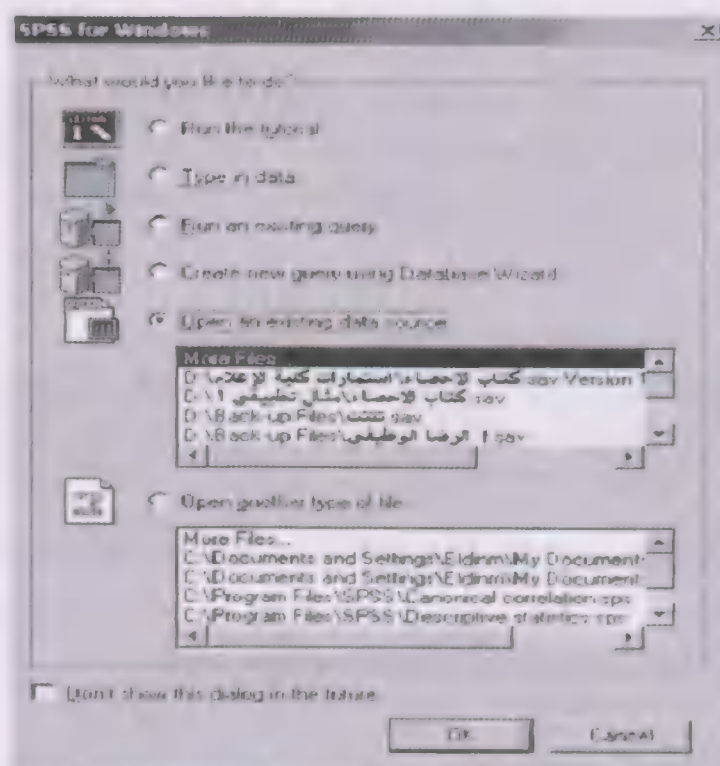 SPSS for Windows
What would you like to do?
Run the tutorial
Type in data
Run an existing query
Create new query using Database Wizard
Open an existing data source
More Files...
D:\كتاب الاحصاء\استمارات كلية الإعلام.sav Version 1
D:\كتاب الاحصاء\مثال تطبيقي 1.sav
D:\Back-up Files\تننت.sav
D:\Back-up Files\الرضا الوظيفي 1.sav
Open another type of file
More Files...
C:\Documents and Settings\Eldinm\My Document
C:\Documents and Settings\Eldinm\My Document
C:\Program Files\SPSS\Canonical correlation.sps
C:\Program Files\SPSS\Descriptive statistics.sps
Don't show this dialog in the future
OK
Cancel